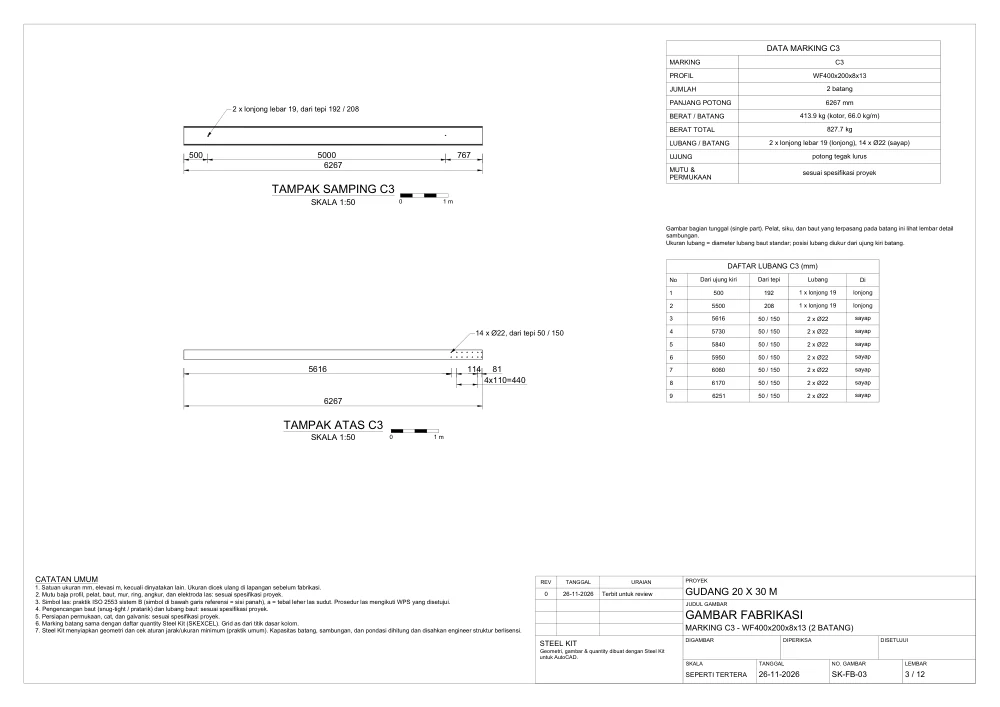 2 x lonjong lebar 19, dari tepi 192 / 208
500 5000 767
6267
TAMPAK SAMPING C3
SKALA 1:50
0 1 m
DATA MARKING C3
MARKING C3
PROFIL WF400x200x8x13
JUMLAH 2 batang
PANJANG POTONG 6267 mm
BERAT / BATANG 413.9 kg (kotor, 66.0 kg/m)
BERAT TOTAL 827.7 kg
LUBANG / BATANG 2 x lonjong lebar 19 (lonjong), 14 x Ø22 (sayap)
UJUNG potong tegak lurus
MUTU & PERMUKAAN sesuai spesifikasi proyek
Gambar bagian tunggal (single part). Pelat, siku, dan baut yang terpasang pada batang ini lihat lembar detail
sambungan.
Ukuran lubang = diameter lubang baut standar; posisi lubang diukur dari ujung kiri batang.
DAFTAR LUBANG C3 (mm)
No Dari ujung kiri Dari tepi Lubang Di
1 500 192 1 x lonjong 19 lonjong
2 5500 208 1 x lonjong 19 lonjong
3 5616 50 / 150 2 x Ø22 sayap
4 5730 50 / 150 2 x Ø22 sayap
5 5840 50 / 150 2 x Ø22 sayap
6 5950 50 / 150 2 x Ø22 sayap
7 6060 50 / 150 2 x Ø22 sayap
8 6170 50 / 150 2 x Ø22 sayap
9 6251 50 / 150 2 x Ø22 sayap
14 x Ø22, dari tepi 50 / 150
5616 114 81
4x110=440
6267
TAMPAK ATAS C3
SKALA 1:50
0 1 m
CATATAN UMUM
1. Satuan ukuran mm, elevasi m, kecuali dinyatakan lain. Ukuran dicek ulang di lapangan sebelum fabrikasi.
2. Mutu baja profil, pelat, baut, mur, ring, angkur, dan elektroda las: sesuai spesifikasi proyek.
3. Simbol las: praktik ISO 2553 sistem B (simbol di bawah garis referensi = sisi panah), a = tebal leher las sudut. Prosedur las mengikuti WPS yang disetujui.
4. Pengencangan baut (snug-tight / pratarik) dan lubang baut: sesuai spesifikasi proyek.
5. Persiapan permukaan, cat, dan galvanis: sesuai spesifikasi proyek.
6. Marking batang sama dengan daftar quantity Steel Kit (SKEXCEL). Grid as dari titik dasar kolom.
7. Steel Kit menyiapkan geometri dan cek aturan jarak/ukuran minimum (praktik umum). Kapasitas batang, sambungan, dan pondasi dihitung dan disahkan engineer struktur berlisensi.
REV TANGGAL URAIAN
0 26-11-2026 Terbit untuk review
STEEL KIT
Geometri, gambar & quantity dibuat dengan Steel Kit
untuk AutoCAD.
PROYEK
GUDANG 20 X 30 M
JUDUL GAMBAR
GAMBAR FABRIKASI
MARKING C3 - WF400x200x8x13 (2 BATANG)
DIGAMBAR DIPERIKSA DISETUJUI
SKALA TANGGAL NO. GAMBAR LEMBAR
SEPERTI TERTERA 26-11-2026 SK-FB-03 3 / 12